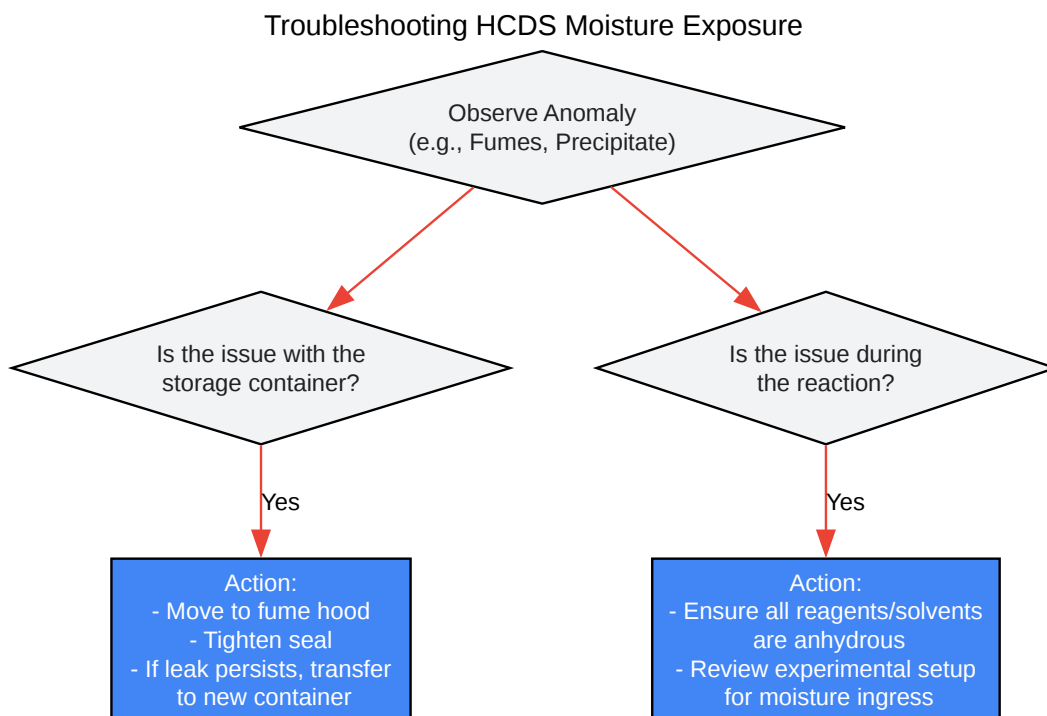 Troubleshooting HCDS Moisture Exposure
Observe Anomaly
(e.g., Fumes, Precipitate)
Is the issue with the
storage container?
Is the issue during
the reaction?
Yes
Yes
Action:
- Move to fume hood
- Tighten seal
- If leak persists, transfer
to new container
Action:
- Ensure all reagents/solvents
are anhydrous
- Review experimental setup
for moisture ingress